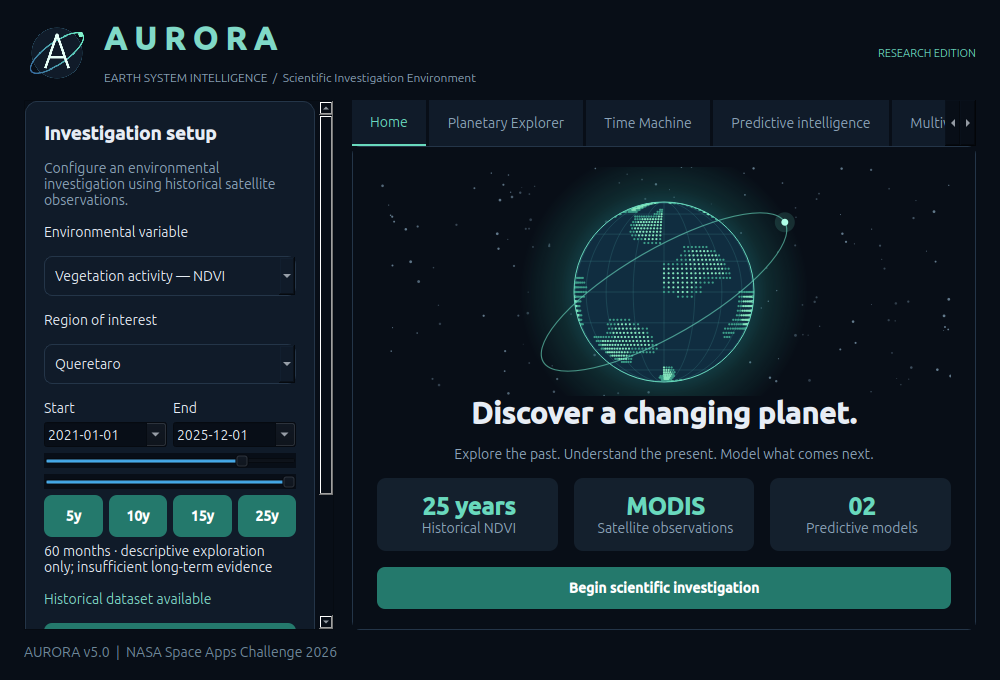 A
AURORA
EARTH SYSTEM INTELLIGENCE / Scientific Investigation Environment
RESEARCH EDITION
Investigation setup
Configure an environmental
investigation using historical satellite
observations.
Environmental variable
Vegetation activity — NDVI
Region of interest
Queretaro
Start End
2021-01-01 2025-12-01
5y 10y 15y 25y
60 months · descriptive exploration
only; insufficient long-term evidence
Historical dataset available
Home Planetary Explorer Time Machine Predictive intelligence
Discover a changing planet.
Explore the past. Understand the present. Model what comes next.
25 years MODIS 02
Historical NDVI Satellite observations Predictive models
Begin scientific investigation
AURORA v5.0 | NASA Space Apps Challenge 2026